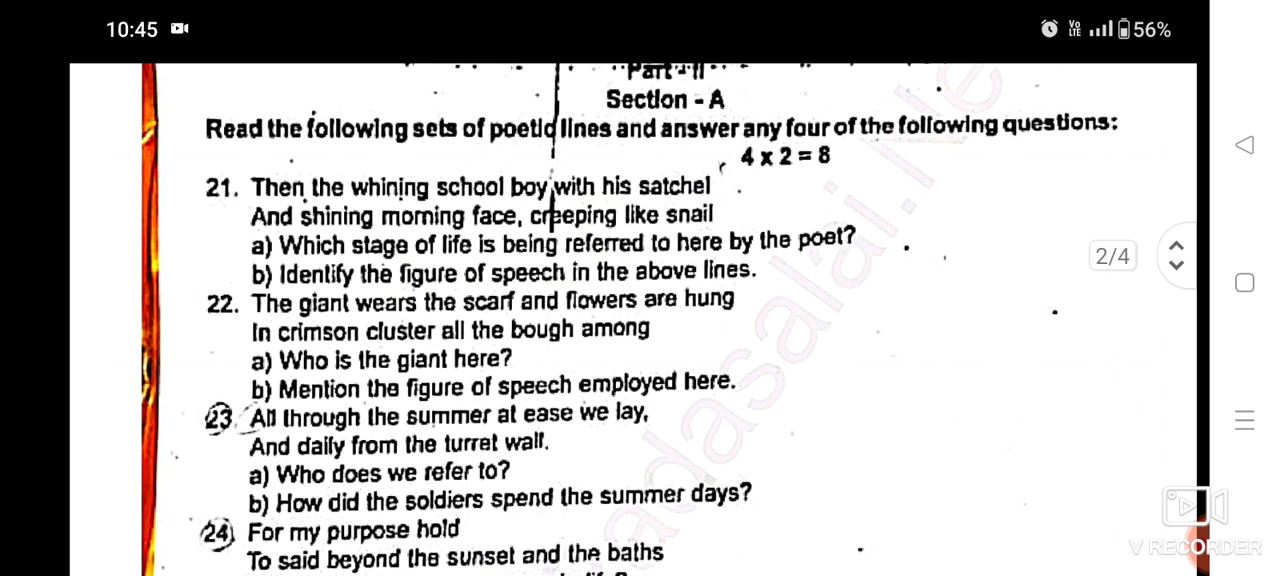 10:45
Vo LTE 56%
Part - II
Section - A
Read the following sets of poetic lines and answer any four of the following questions:
4 x 2 = 8
21. Then the whining school boy with his satchel
And shining morning face, creeping like snail
a) Which stage of life is being referred to here by the poet?
b) Identify the figure of speech in the above lines.
22. The giant wears the scarf and flowers are hung
In crimson cluster all the bough among
a) Who is the giant here?
b) Mention the figure of speech employed here.
23. All through the summer at ease we lay,
And daily from the turret wall.
a) Who does we refer to?
b) How did the soldiers spend the summer days?
24) For my purpose hold
To said beyond the sunset and the baths
2/4
V RECORDER